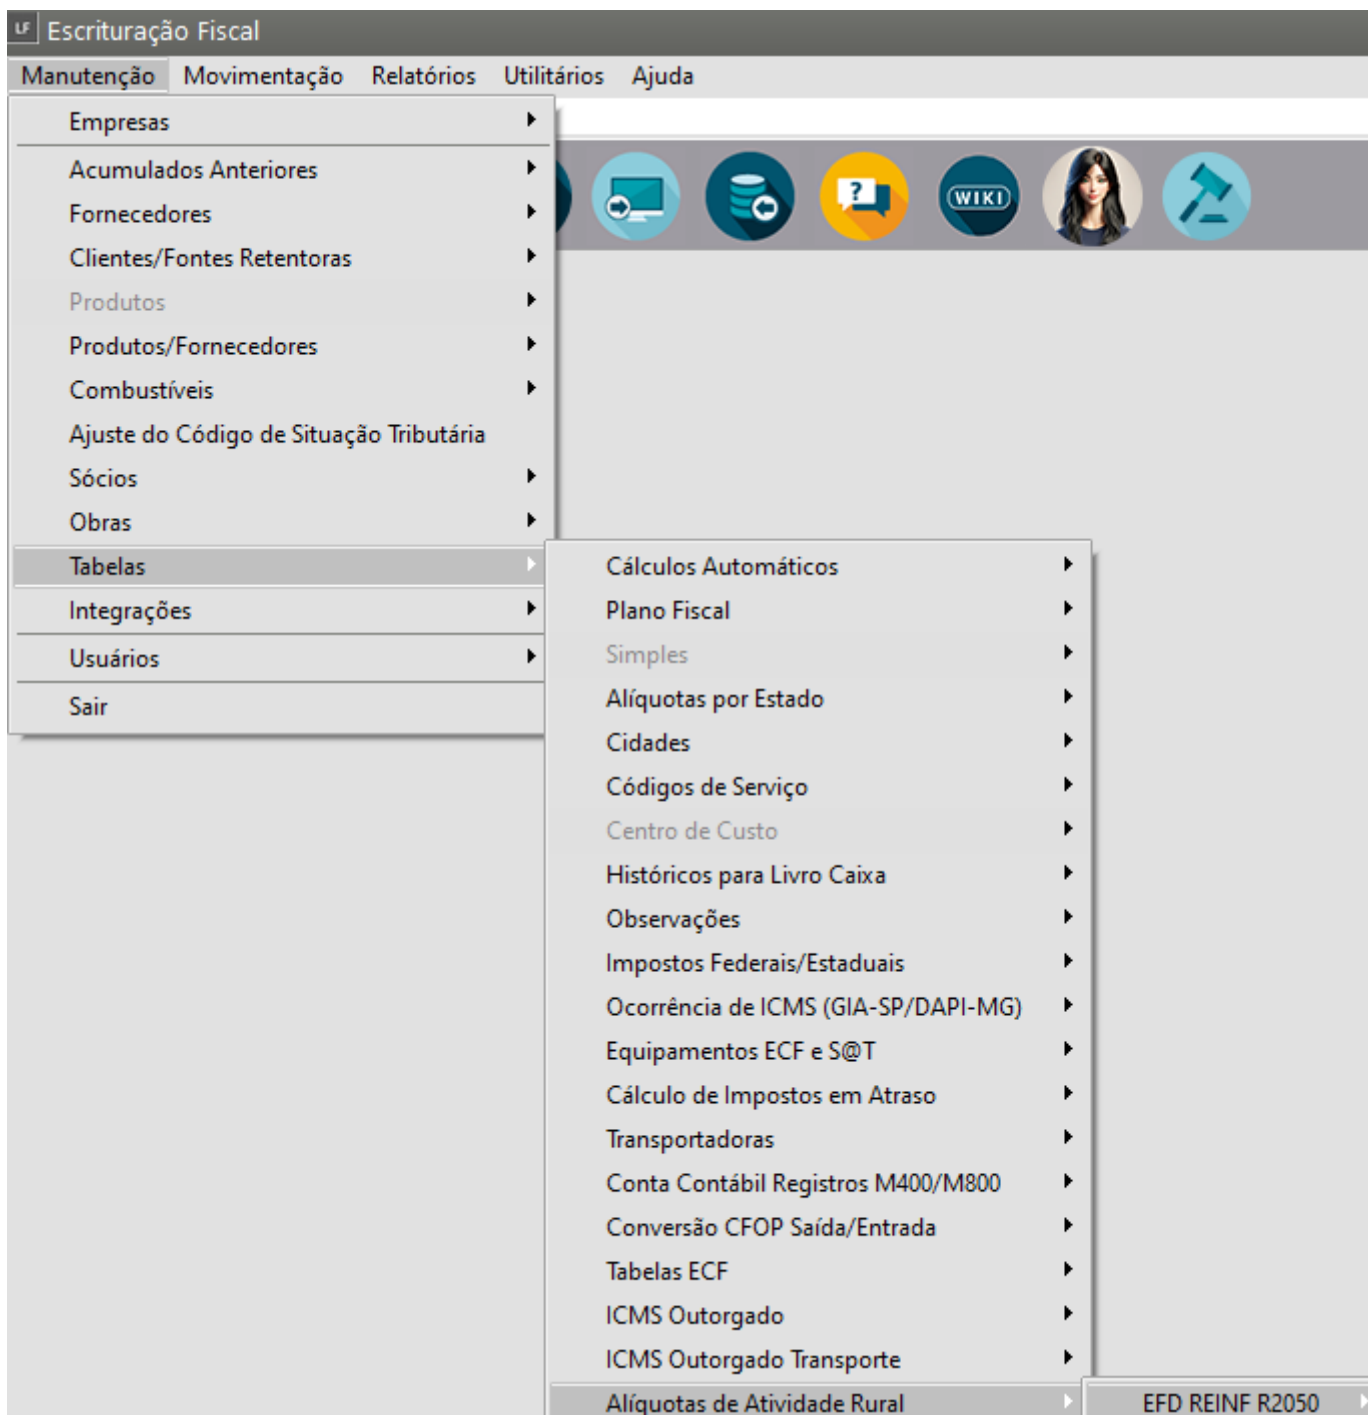 LF Escrituração Fiscal
Manutenção Movimentação Relatórios Utilitários Ajuda
Empresas
Acumulados Anteriores
Fornecedores
Clientes/Fontes Retentoras
Produtos
Produtos/Fornecedores
Combustíveis
Ajuste do Código de Situação Tributária
Sócios
Obras
Tabelas
Integrações
Usuários
Sair
?
WIKI
Cálculos Automáticos
Plano Fiscal
Simples
Alíquotas por Estado
Cidades
Códigos de Serviço
Centro de Custo
Históricos para Livro Caixa
Observações
Impostos Federais/Estaduais
Ocorrência de ICMS (GIA-SP/DAPI-MG)
Equipamentos ECF e S@T
Cálculo de Impostos em Atraso
Transportadoras
Conta Contábil Registros M400/M800
Conversão CFOP Saída/Entrada
Tabelas ECF
ICMS Outorgado
ICMS Outorgado Transporte
Alíquotas de Atividade Rural
EFD REINF R2050